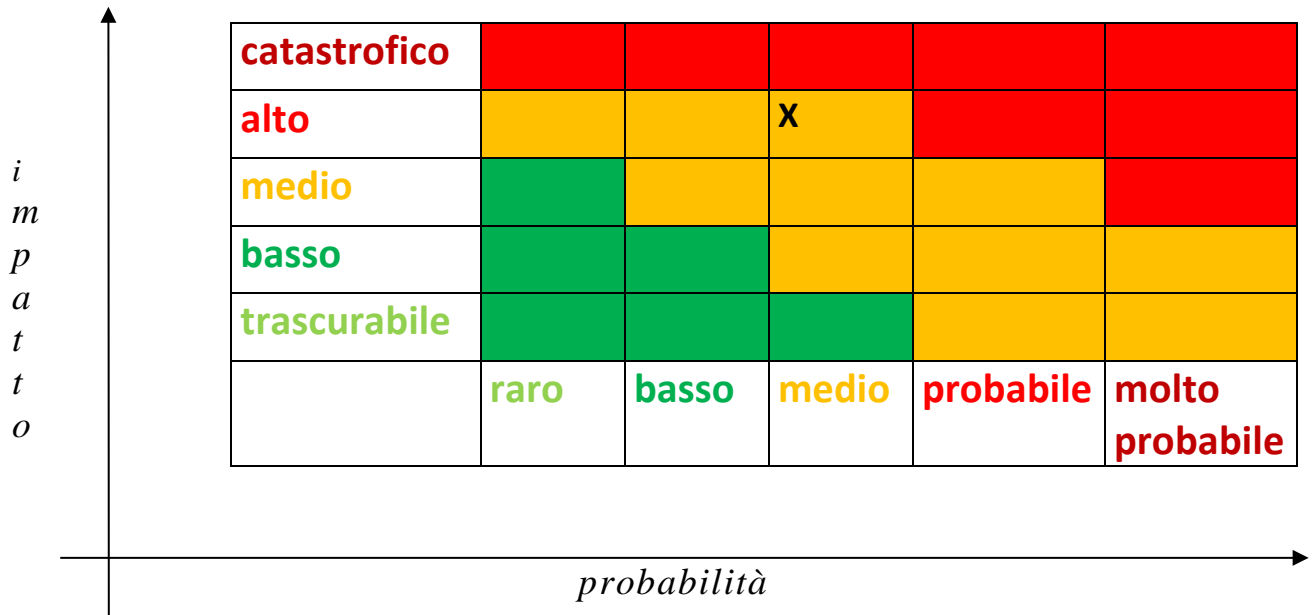 catastrofico
alto X
medio
basso
trascurabile
raro basso medio probabile molto
probabile
i
m
p
a
t
t
o
probabilità